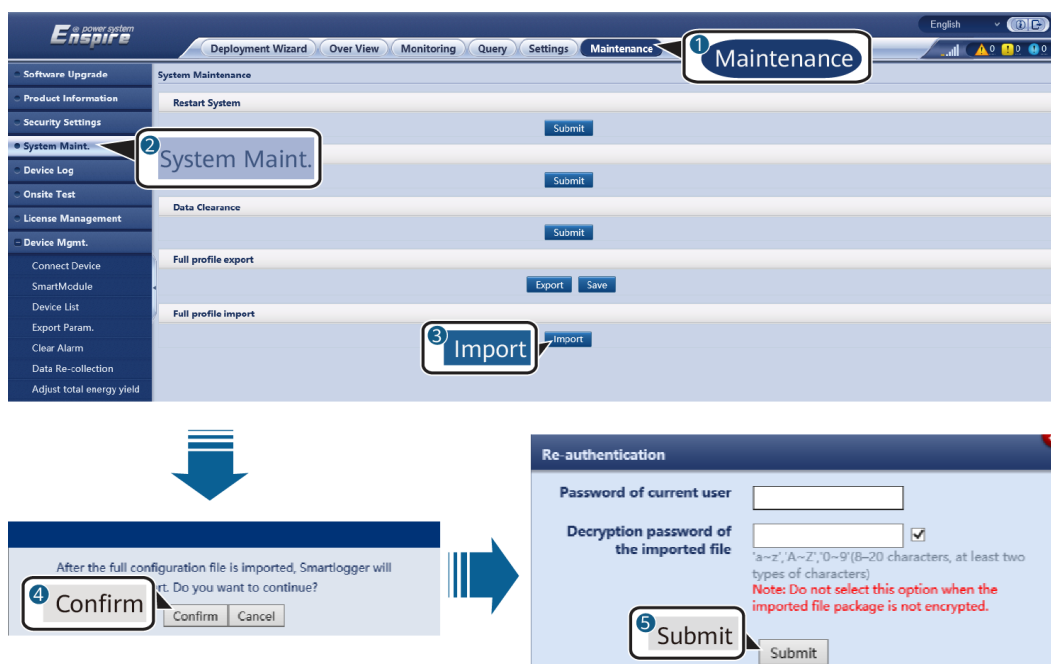 e power system
Enspire
English
Deployment Wizard Over View Monitoring Query Settings Maintenance
1 Maintenance
0 0 0
Software Upgrade
Product Information
Security Settings
System Maint.
Device Log
Onsite Test
License Management
Device Mgmt.
Connect Device
SmartModule
Device List
Export Param.
Clear Alarm
Data Re-collection
Adjust total energy yield
System Maintenance
Restart System
Submit
2 System Maint.
Submit
Data Clearance
Submit
Full profile export
Export Save
Full profile import
Import
3 Import
After the full configuration file is imported, Smartlogger will
rt. Do you want to continue?
4 Confirm
Confirm Cancel
Re-authentication
Password of current user
Decryption password of
the imported file
'a~z','A~Z','0~9'(8–20 characters, at least two
types of characters)
Note: Do not select this option when the
imported file package is not encrypted.
5 Submit
Submit